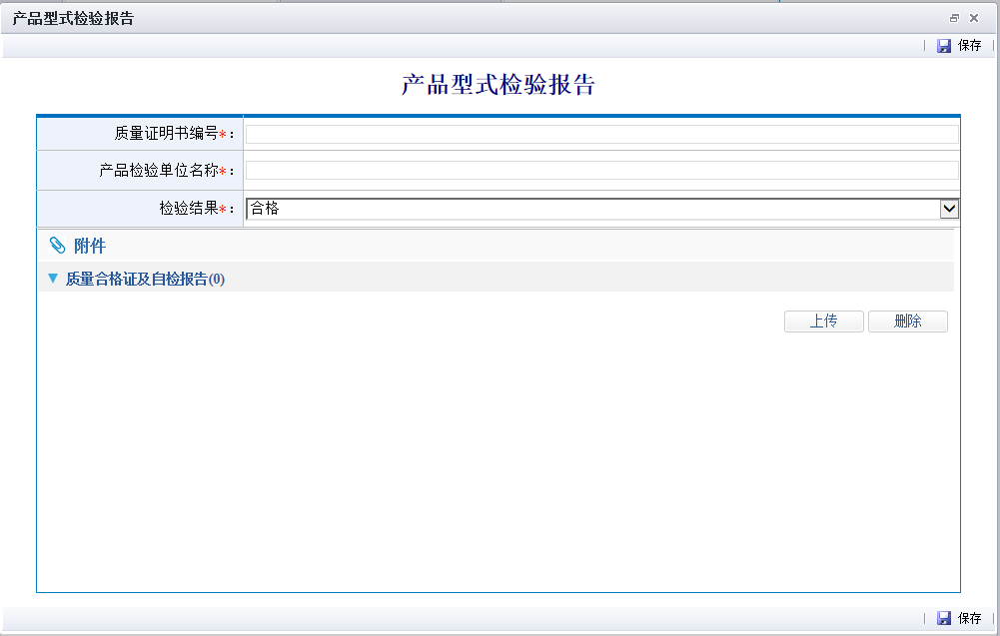 产品型式检验报告
保存
产品型式检验报告
质量证明书编号*：
产品检验单位名称*：
检验结果*： 合格
附件
质量合格证及自检报告(0)
上传 删除
保存